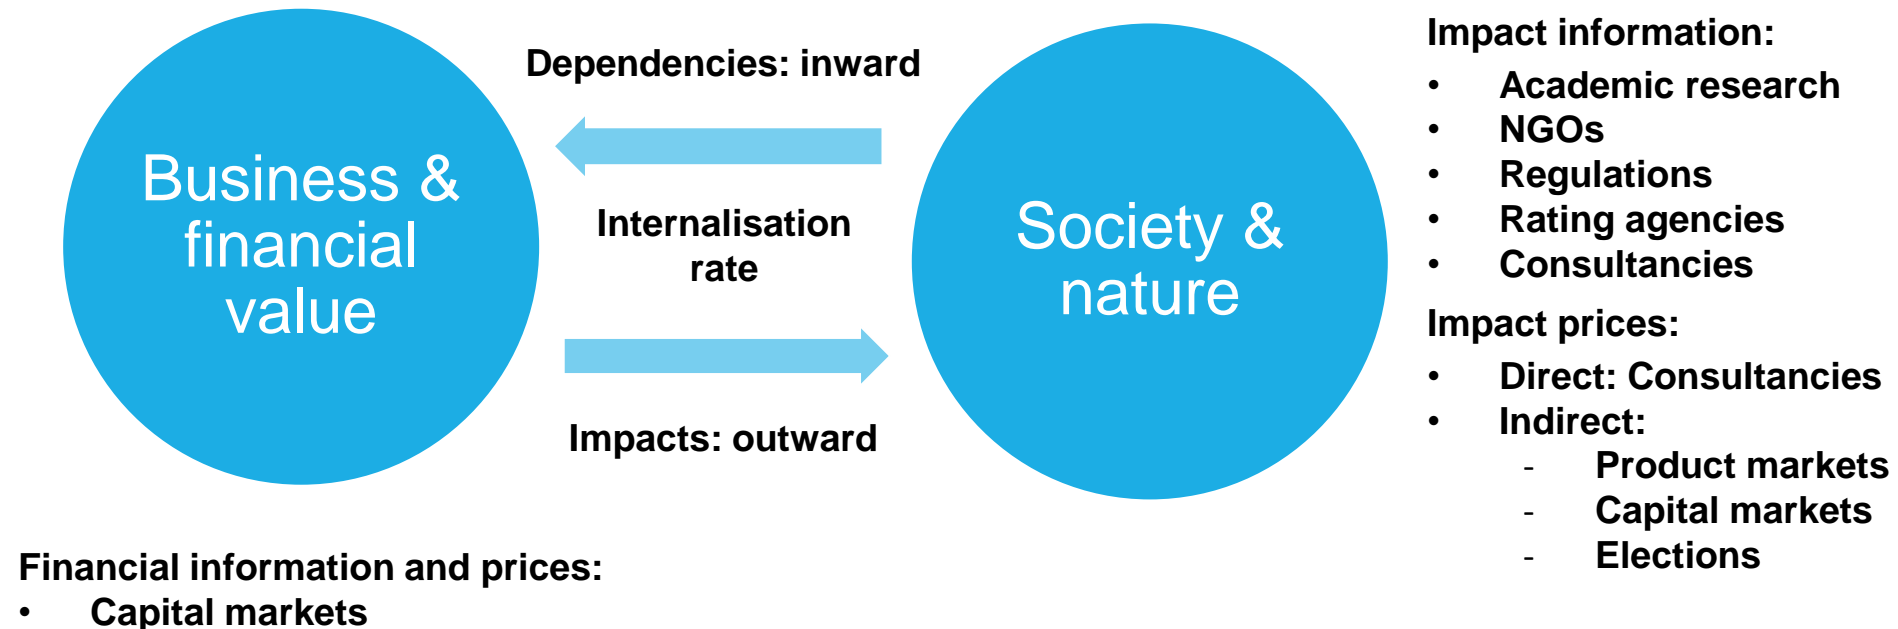 Business &
financial
value
Dependencies: inward
Internalisation
rate
Impacts: outward
Society &
nature
Impact information:
• Academic research
• NGOs
• Regulations
• Rating agencies
• Consultancies
Impact prices:
• Direct: Consultancies
• Indirect:
- Product markets
- Capital markets
- Elections
Financial information and prices:
• Capital markets